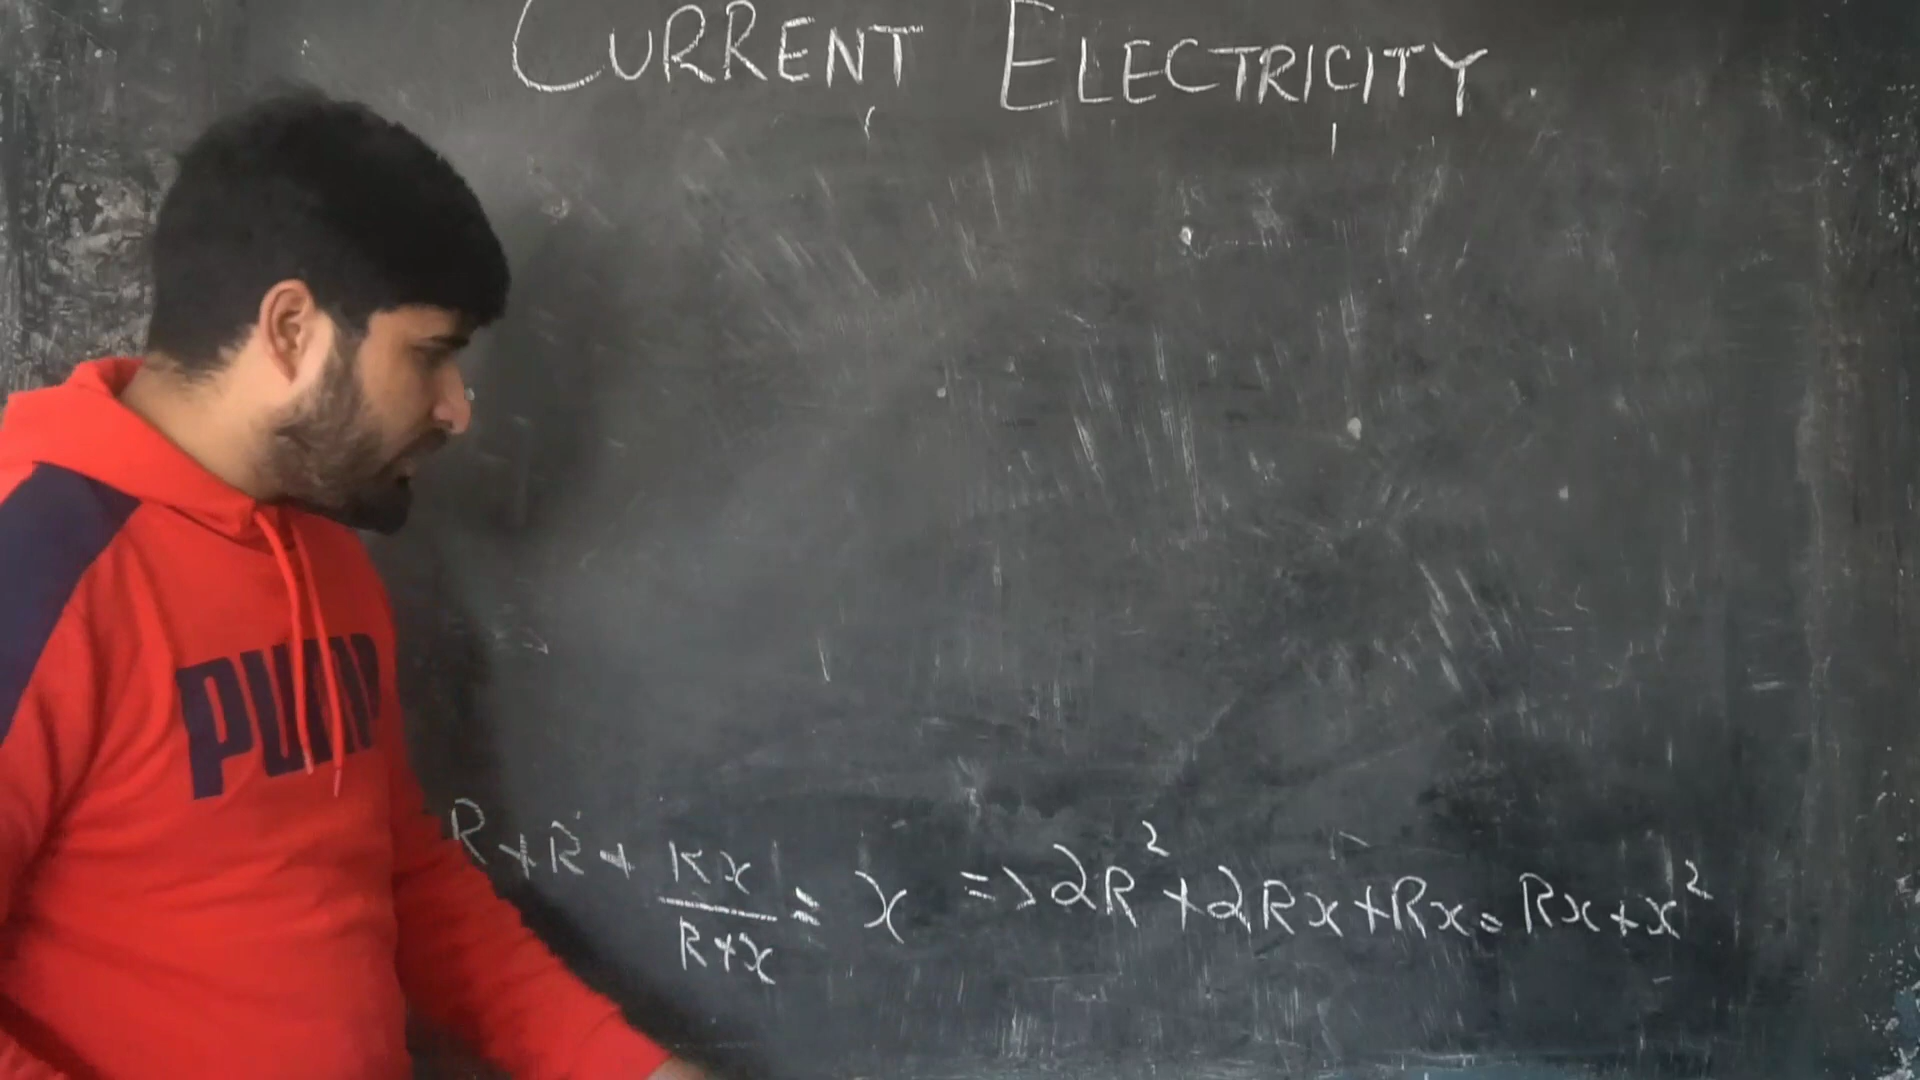 CURRENT ELECTRICITY.
PUMA
R+R+ Rx/R+x = x => 2R²+2Rx+Rx=Rx+x²